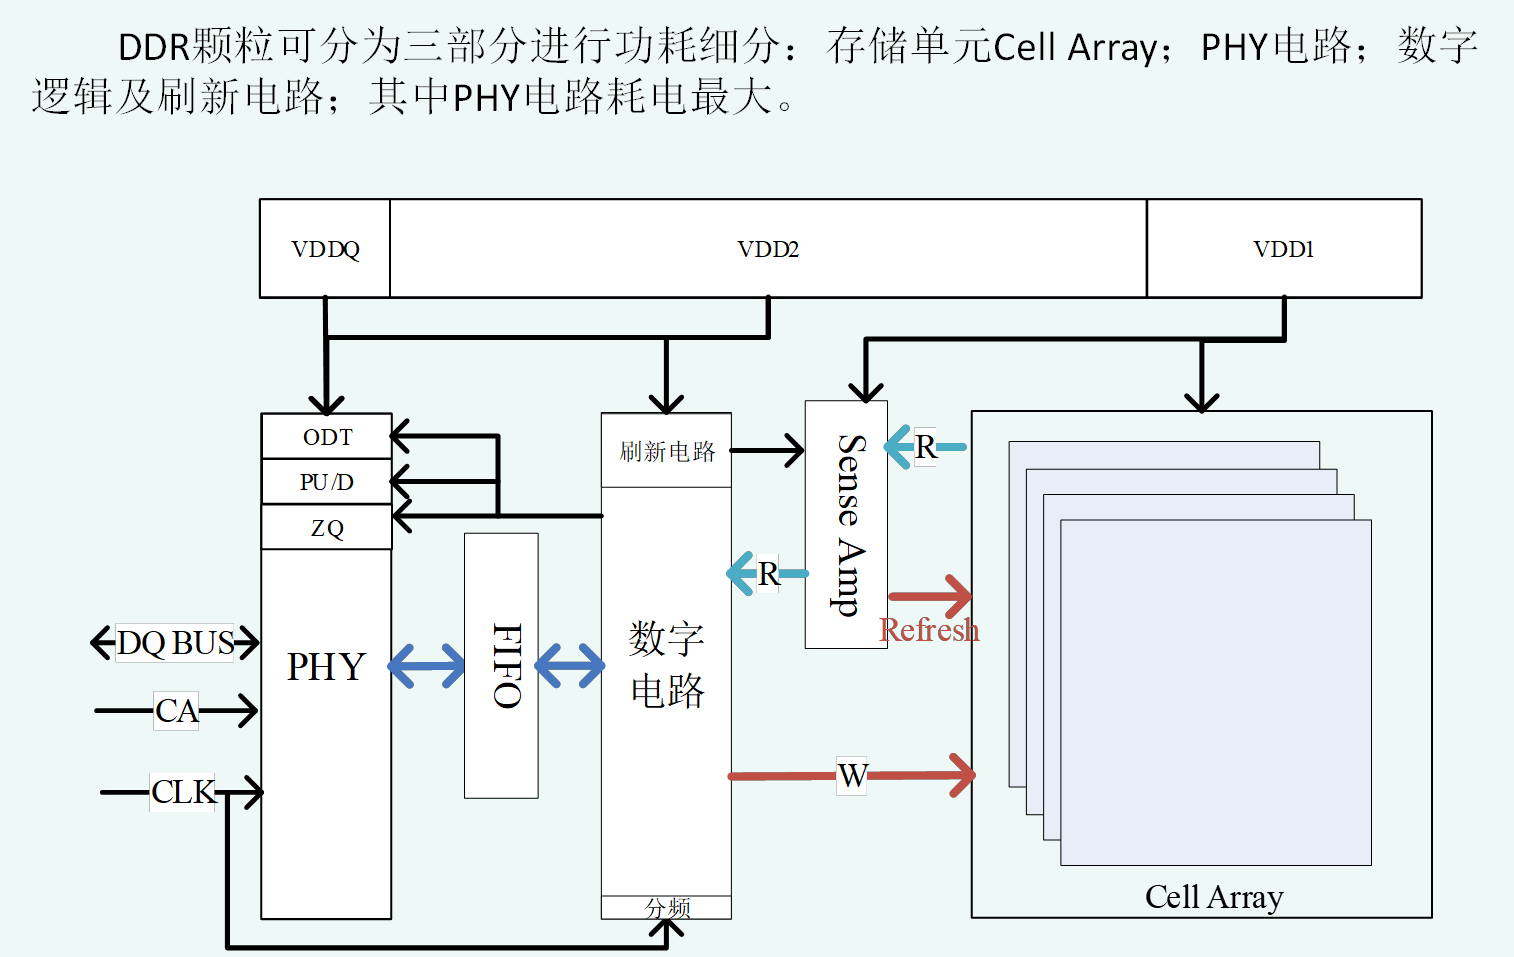 DDR颗粒可分为三部分进行功耗细分：存储单元Cell Array；PHY电路；数字
逻辑及刷新电路；其中PHY电路耗电最大。
VDDQ
VDD2
VDD1
ODT
PU/D
ZQ
PHY
DQ BUS
CA
CLK
FIFO
刷新电路
数字
电路
分频
Sense Amp
R
R
Refresh
W
Cell Array